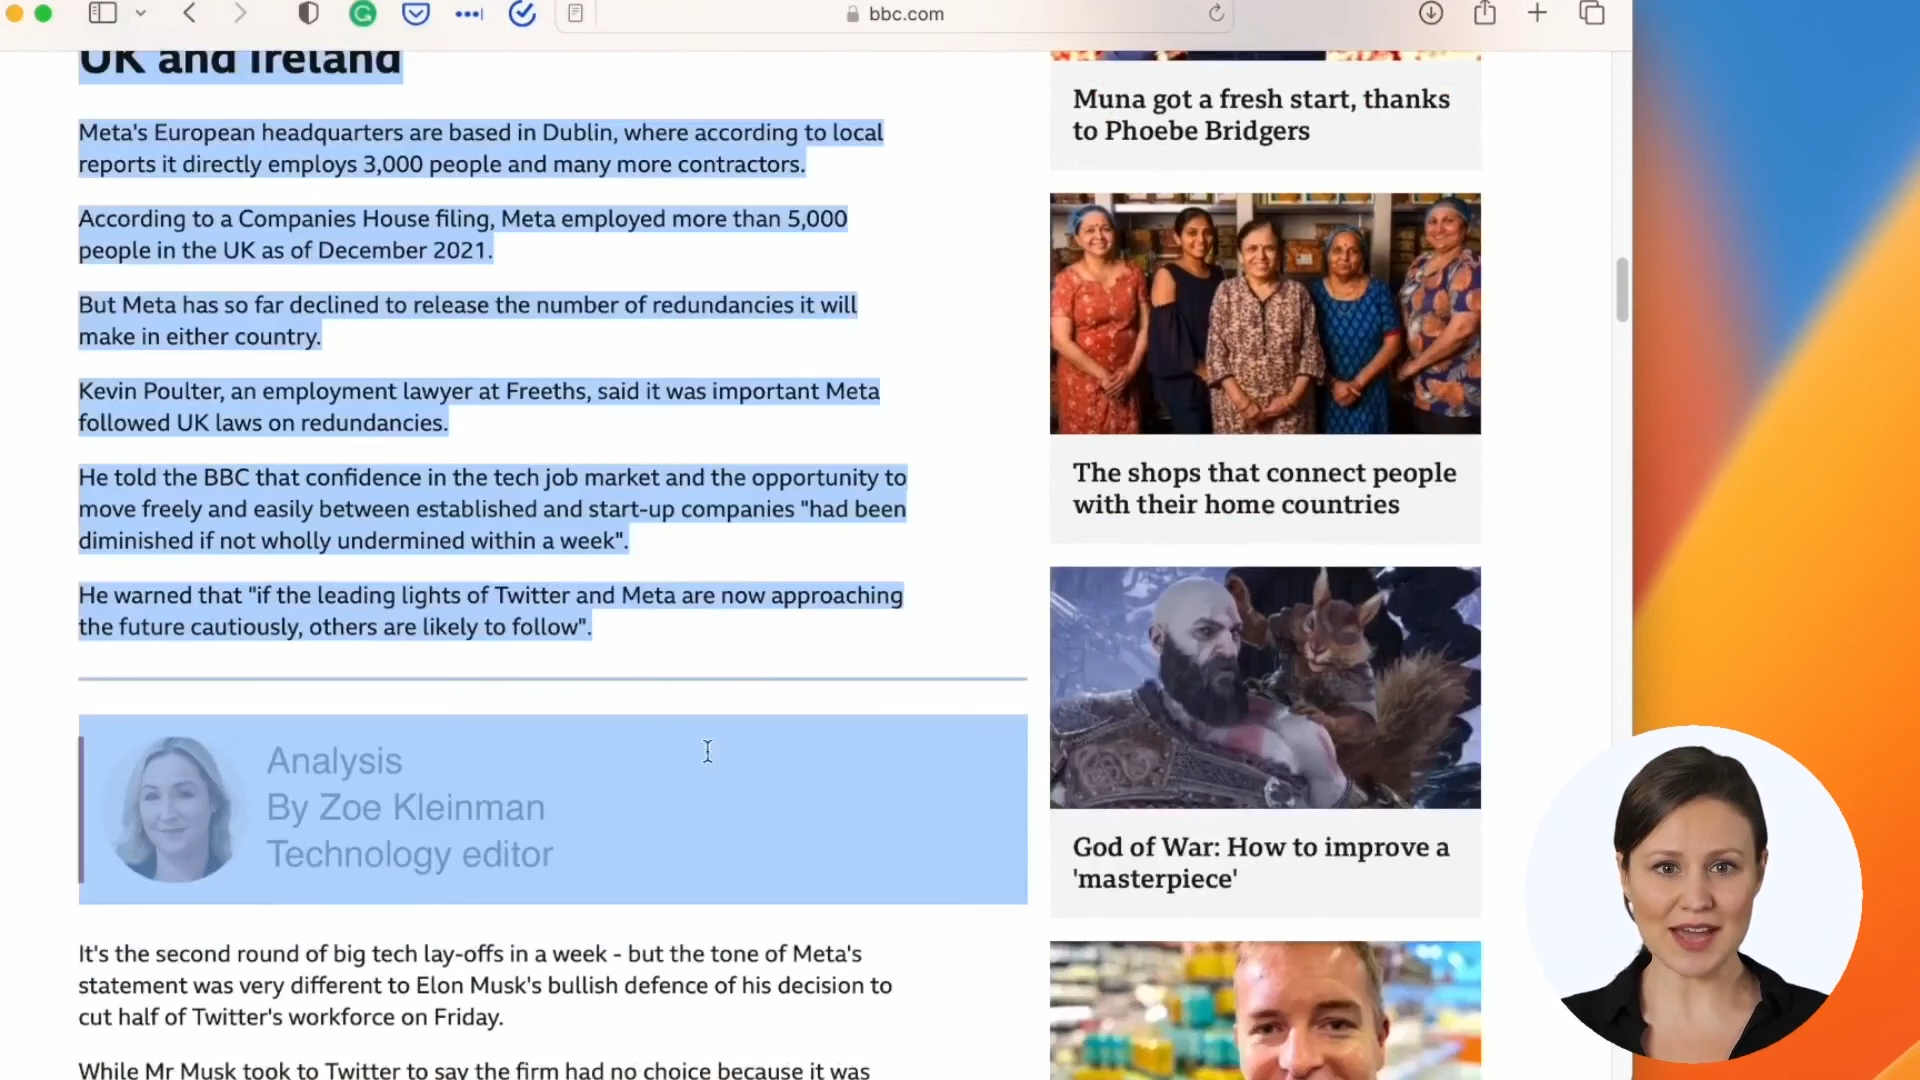 bbc.com
UK and Ireland
Meta's European headquarters are based in Dublin, where according to local
reports it directly employs 3,000 people and many more contractors.
According to a Companies House filing, Meta employed more than 5,000
people in the UK as of December 2021.
But Meta has so far declined to release the number of redundancies it will
make in either country.
Kevin Poulter, an employment lawyer at Freeths, said it was important Meta
followed UK laws on redundancies.
He told the BBC that confidence in the tech job market and the opportunity to
move freely and easily between established and start-up companies "had been
diminished if not wholly undermined within a week".
He warned that "if the leading lights of Twitter and Meta are now approaching
the future cautiously, others are likely to follow".
Analysis
By Zoe Kleinman
Technology editor
It's the second round of big tech lay-offs in a week - but the tone of Meta's
statement was very different to Elon Musk's bullish defence of his decision to
cut half of Twitter's workforce on Friday.
While Mr Musk took to Twitter to say the firm had no choice because it was
Muna got a fresh start, thanks
to Phoebe Bridgers
The shops that connect people
with their home countries
God of War: How to improve a
'masterpiece'